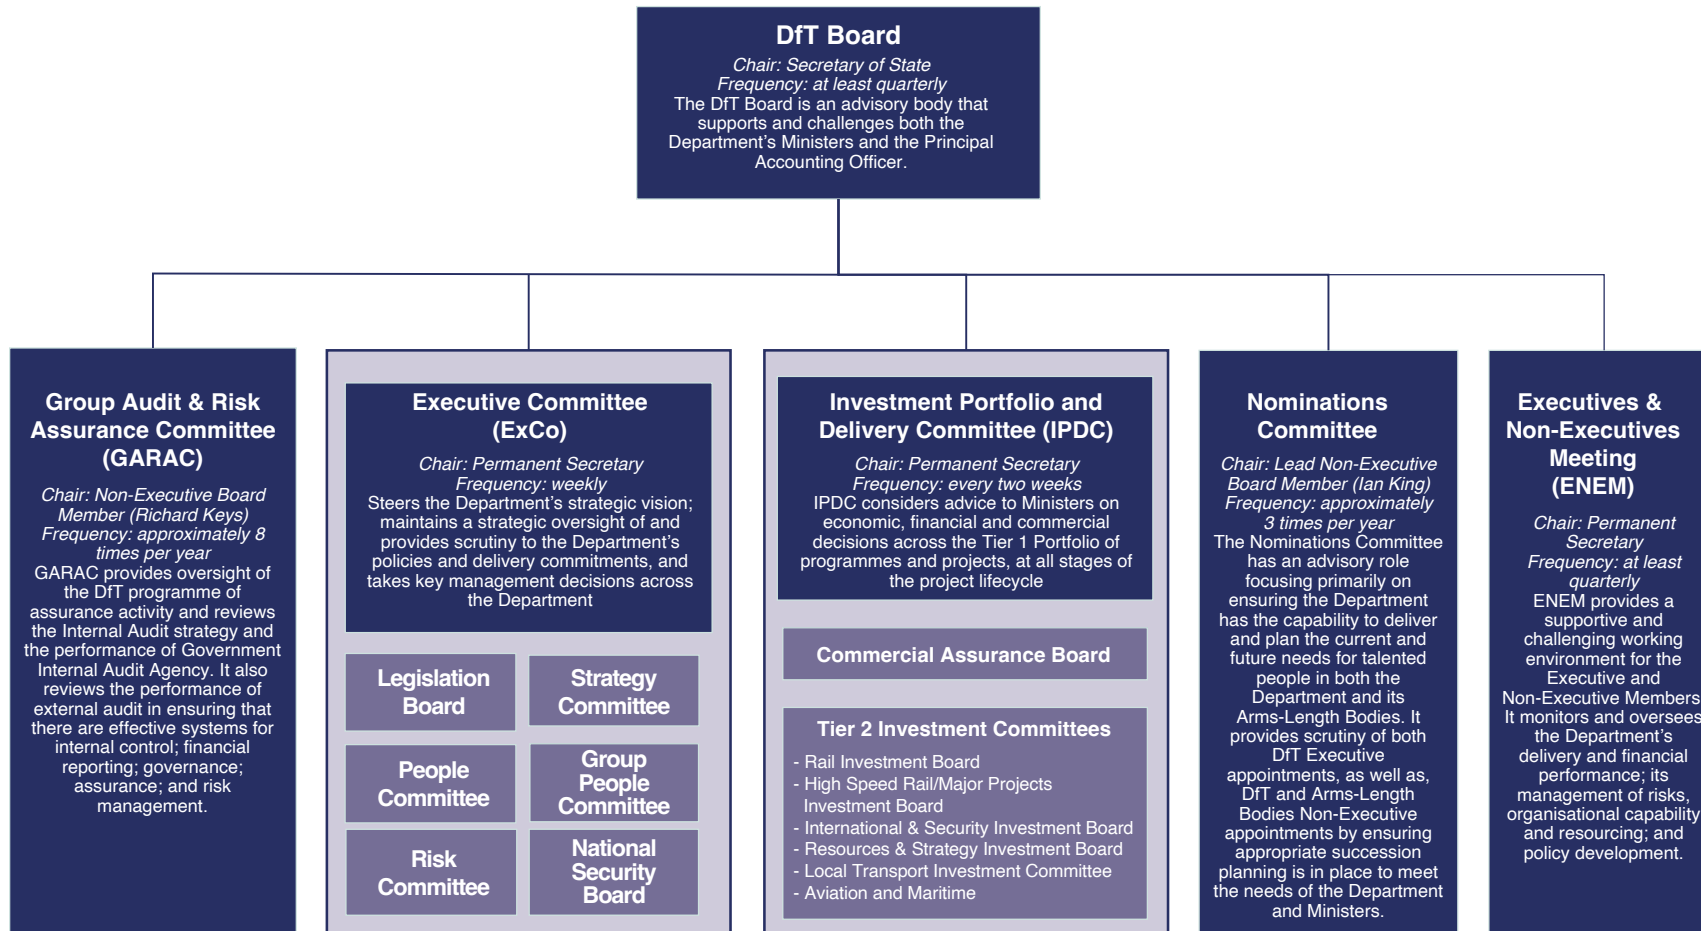 DfT Board
Chair: Secretary of State
Frequency: at least quarterly
The DfT Board is an advisory body that
supports and challenges both the
Department’s Ministers and the Principal
Accounting Officer.
Group Audit & Risk
Assurance Committee
(GARAC)
Chair: Non-Executive Board
Member (Richard Keys)
Frequency: approximately 8
times per year
GARAC provides oversight of
the DfT programme of
assurance activity and reviews
the Internal Audit strategy and
the performance of Government
Internal Audit Agency. It also
reviews the performance of
external audit in ensuring that
there are effective systems for
internal control; financial
reporting; governance;
assurance; and risk
management.
Executive Committee
(ExCo)
Chair: Permanent Secretary
Frequency: weekly
Steers the Department’s strategic vision;
maintains a strategic oversight of and
provides scrutiny to the Department’s
policies and delivery commitments, and
takes key management decisions across
the Department
Legislation
Board
Strategy
Committee
People
Committee
Group
People
Committee
Risk
Committee
National
Security
Board
Investment Portfolio and
Delivery Committee (IPDC)
Chair: Permanent Secretary
Frequency: every two weeks
IPDC considers advice to Ministers on
economic, financial and commercial
decisions across the Tier 1 Portfolio of
programmes and projects, at all stages of
the project lifecycle
Commercial Assurance Board
Tier 2 Investment Committees
- Rail Investment Board
- High Speed Rail/Major Projects
Investment Board
- International & Security Investment Board
- Resources & Strategy Investment Board
- Local Transport Investment Committee
- Aviation and Maritime
Nominations
Committee
Chair: Lead Non-Executive
Board Member (Ian King)
Frequency: approximately
3 times per year
The Nominations Committee
has an advisory role
focusing primarily on
ensuring the Department
has the capability to deliver
and plan the current and
future needs for talented
people in both the
Department and its
Arms-Length Bodies. It
provides scrutiny of both
DfT Executive
appointments, as well as,
DfT and Arms-Length
Bodies Non-Executive
appointments by ensuring
appropriate succession
planning is in place to meet
the needs of the Department
and Ministers.
Executives &
Non-Executives
Meeting
(ENEM)
Chair: Permanent
Secretary
Frequency: at least
quarterly
ENEM provides a
supportive and
challenging working
environment for the
Executive and
Non-Executive Members
It monitors and oversees
the Department’s
delivery and financial
performance; its
management of risks,
organisational capability
and resourcing; and
policy development.